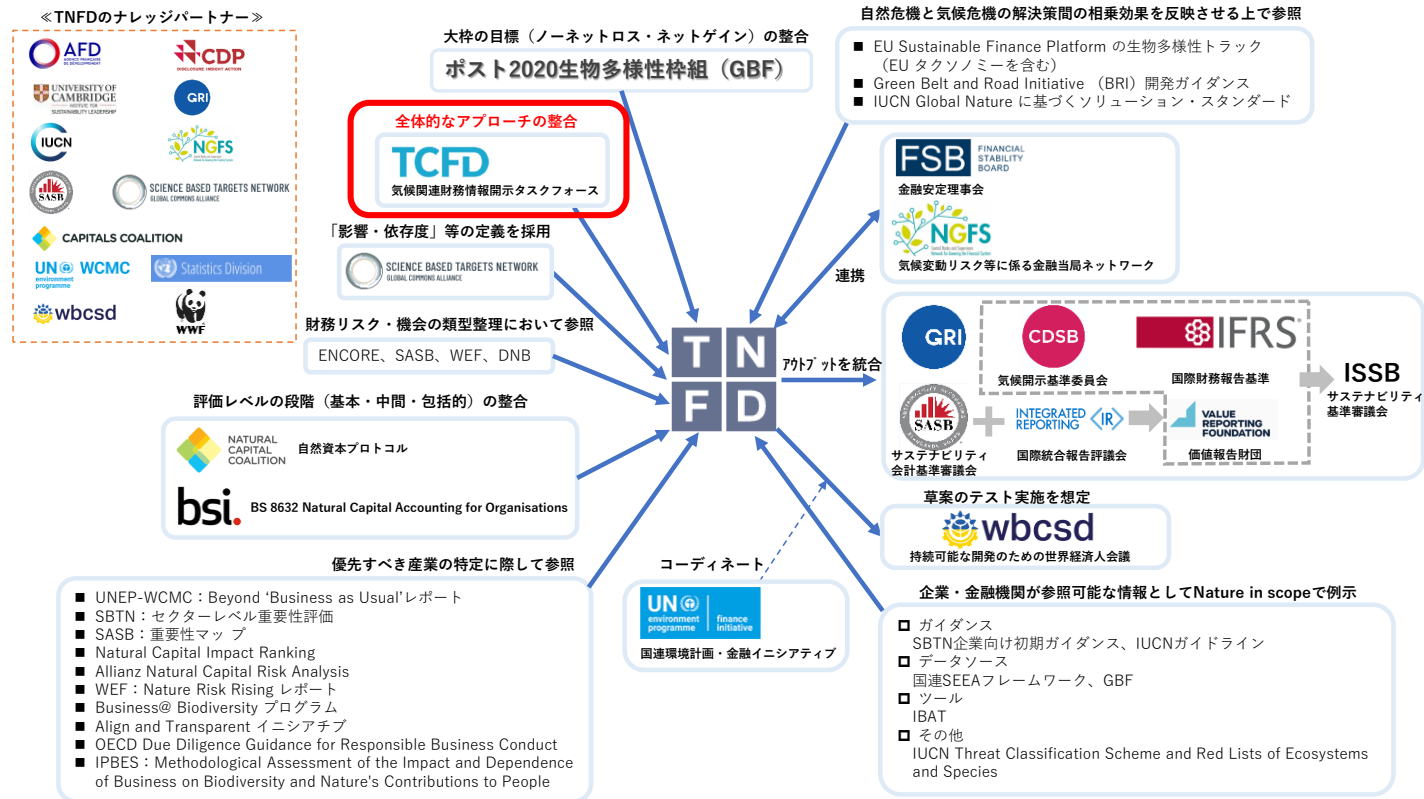 ≪TNFDのナレッジパートナー≫
AFD
AGENCE FRANÇAISE
DE DÉVELOPPEMENT
CDP
DISCLOSURE INSIGHT ACTION
UNIVERSITY OF
CAMBRIDGE
INSTITUTE FOR
SUSTAINABILITY LEADERSHIP
GRI
IUCN
NGFS
SASB
SCIENCE BASED TARGETS NETWORK
GLOBAL COMMONS ALLIANCE
CAPITALS COALITION
UN WCMC
environment
programme
Statistics Division
wbcsd
WWF
大枠の目標（ノーネットロス・ネットゲイン）の整合
ポスト2020生物多様性枠組（GBF）
全体的なアプローチの整合
TCFD
気候関連財務情報開示タスクフォース
「影響・依存度」等の定義を採用
SCIENCE BASED TARGETS NETWORK
GLOBAL COMMONS ALLIANCE
財務リスク・機会の類型整理において参照
ENCORE、SASB、WEF、DNB
評価レベルの段階（基本・中間・包括的）の整合
NATURAL
CAPITAL
COALITION
自然資本プロトコル
bsi.
BS 8632 Natural Capital Accounting for Organisations
優先すべき産業の特定に際して参照
■ UNEP-WCMC：Beyond ‘Business as Usual’レポート
■ SBTN：セクターレベル重要性評価
■ SASB：重要性マッ プ
■ Natural Capital Impact Ranking
■ Allianz Natural Capital Risk Analysis
■ WEF：Nature Risk Rising レポート
■ Business@ Biodiversity プログラム
■ Align and Transparent イニシアチブ
■ OECD Due Diligence Guidance for Responsible Business Conduct
■ IPBES：Methodological Assessment of the Impact and Dependence
of Business on Biodiversity and Nature's Contributions to People
T N
F D
コーディネート
UN
environment
programme
finance
initiative
国連環境計画・金融イニシアティブ
自然危機と気候危機の解決策間の相乗効果を反映させる上で参照
■ EU Sustainable Finance Platform の生物多様性トラック
（EU タクソノミーを含む）
■ Green Belt and Road Initiative （BRI）開発ガイダンス
■ IUCN Global Nature に基づくソリューション・スタンダード
FSB
FINANCIAL
STABILITY
BOARD
金融安定理事会
NGFS
気候変動リスク等に係る金融当局ネットワーク
連携
ｱｳﾄﾌﾟｯﾄを統合
GRI
CDSB
気候開示基準委員会
IFRS
国際財務報告基準
ISSB
サステナビリティ
基準審議会
SASB
サステナビリティ
会計基準審議会
INTEGRATED
REPORTING
<IR>
国際統合報告評議会
VALUE
REPORTING
FOUNDATION
価値報告財団
草案のテスト実施を想定
wbcsd
持続可能な開発のための世界経済人会議
企業・金融機関が参照可能な情報としてNature in scopeで例示
□ ガイダンス
SBTN企業向け初期ガイダンス、IUCNガイドライン
□ データソース
国連SEEAフレームワーク、GBF
□ ツール
IBAT
□ その他
IUCN Threat Classification Scheme and Red Lists of Ecosystems
and Species